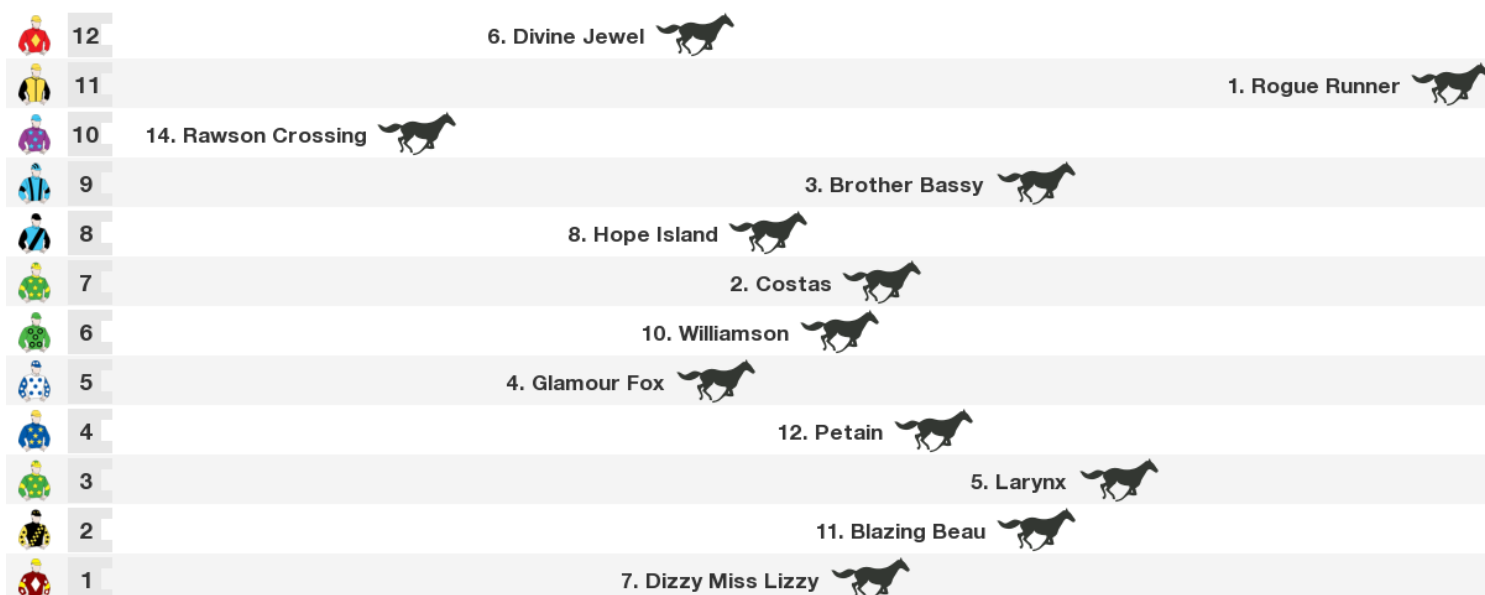 12 6. Divine Jewel
11 1. Rogue Runner
10 14. Rawson Crossing
9 3. Brother Bassy
8 8. Hope Island
7 2. Costas
6 10. Williamson
5 4. Glamour Fox
4 12. Petain
3 5. Larynx
2 11. Blazing Beau
1 7. Dizzy Miss Lizzy